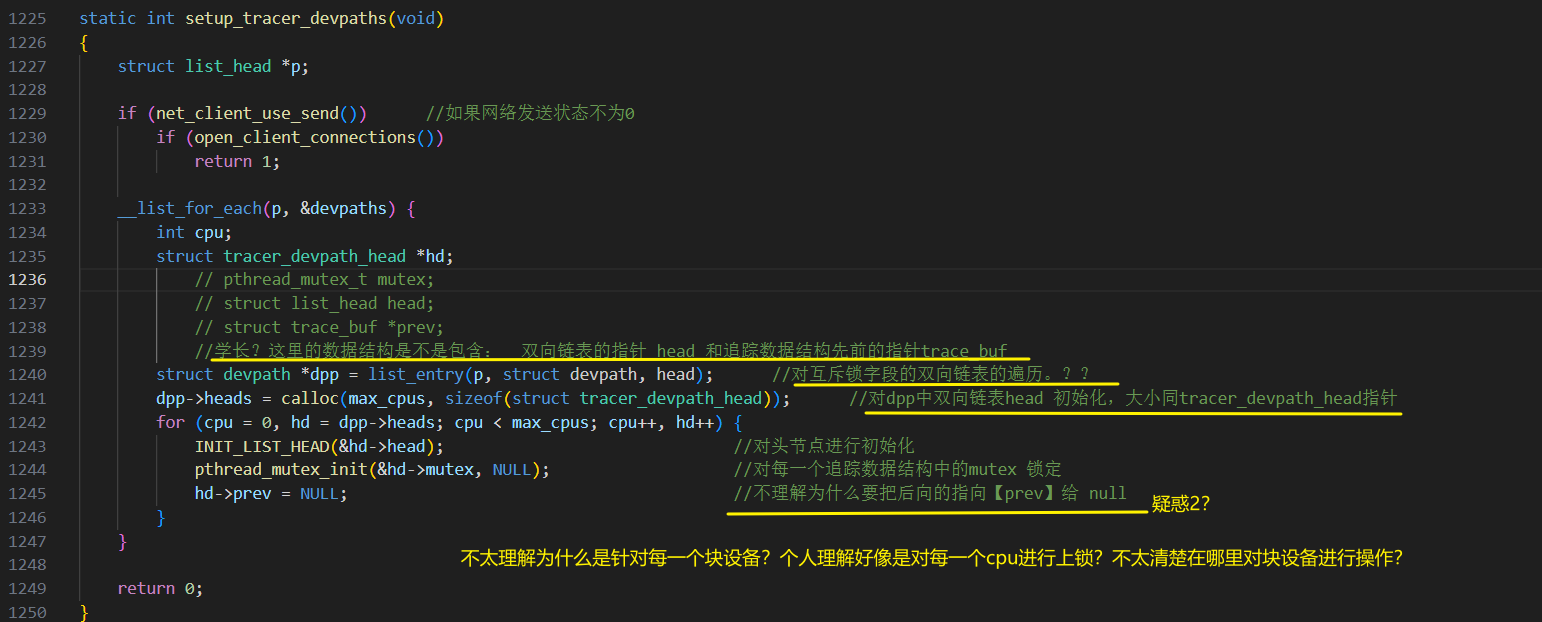 1225 static int setup_tracer_devpaths(void)
1226 {
1227 struct list_head *p;
1228
1229 if (net_client_use_send()) //如果网络发送状态不为0
1230 if (open_client_connections())
1231 return 1;
1232
1233 __list_for_each(p, &devpaths) {
1234 int cpu;
1235 struct tracer_devpath_head *hd;
1236 // pthread_mutex_t mutex;
1237 // struct list_head head;
1238 // struct trace_buf *prev;
1239 //学长？这里的数据结构是不是包含： 双向链表的指针 head 和追踪数据结构先前的指针trace_buf
1240 struct devpath *dpp = list_entry(p, struct devpath, head); //对互斥锁字段的双向链表的遍历。？？
1241 dpp->heads = calloc(max_cpus, sizeof(struct tracer_devpath_head)); //对dpp中双向链表head 初始化，大小同tracer_devpath_head指针
1242 for (cpu = 0, hd = dpp->heads; cpu < max_cpus; cpu++, hd++) {
1243 INIT_LIST_HEAD(&hd->head); //对头节点进行初始化
1244 pthread_mutex_init(&hd->mutex, NULL); //对每一个追踪数据结构中的mutex 锁定
1245 hd->prev = NULL; //不理解为什么要把后向的指向【prev】给 null 疑惑2？
1246 }
1247 }
不太理解为什么是针对每一个块设备？个人理解好像是对每一个cpu进行上锁？不太清楚在哪里对块设备进行操作？
1248
1249 return 0;
1250 }